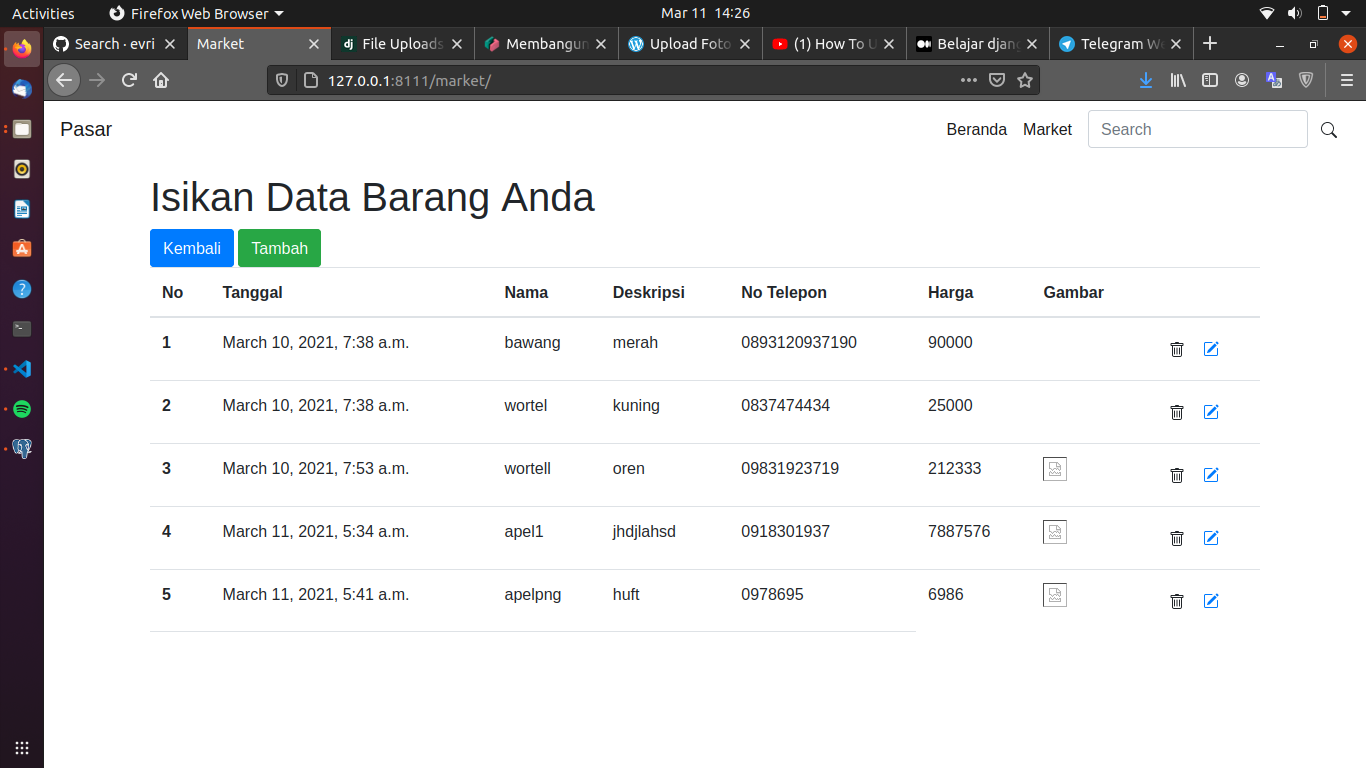 Activities Firefox Web Browser Mar 11 14:26
Search · evri Market File Uploads Membangun Upload Foto (1) How To U Belajar djang Telegram We
127.0.0.1:8111/market/
Pasar Beranda Market Search
Isikan Data Barang Anda
Kembali Tambah
No Tanggal Nama Deskripsi No Telepon Harga Gambar
1 March 10, 2021, 7:38 a.m. bawang merah 0893120937190 90000
2 March 10, 2021, 7:38 a.m. wortel kuning 0837474434 25000
3 March 10, 2021, 7:53 a.m. wortell oren 09831923719 212333
4 March 11, 2021, 5:34 a.m. apel1 jhdjlahsd 0918301937 7887576
5 March 11, 2021, 5:41 a.m. apelpng huft 0978695 6986